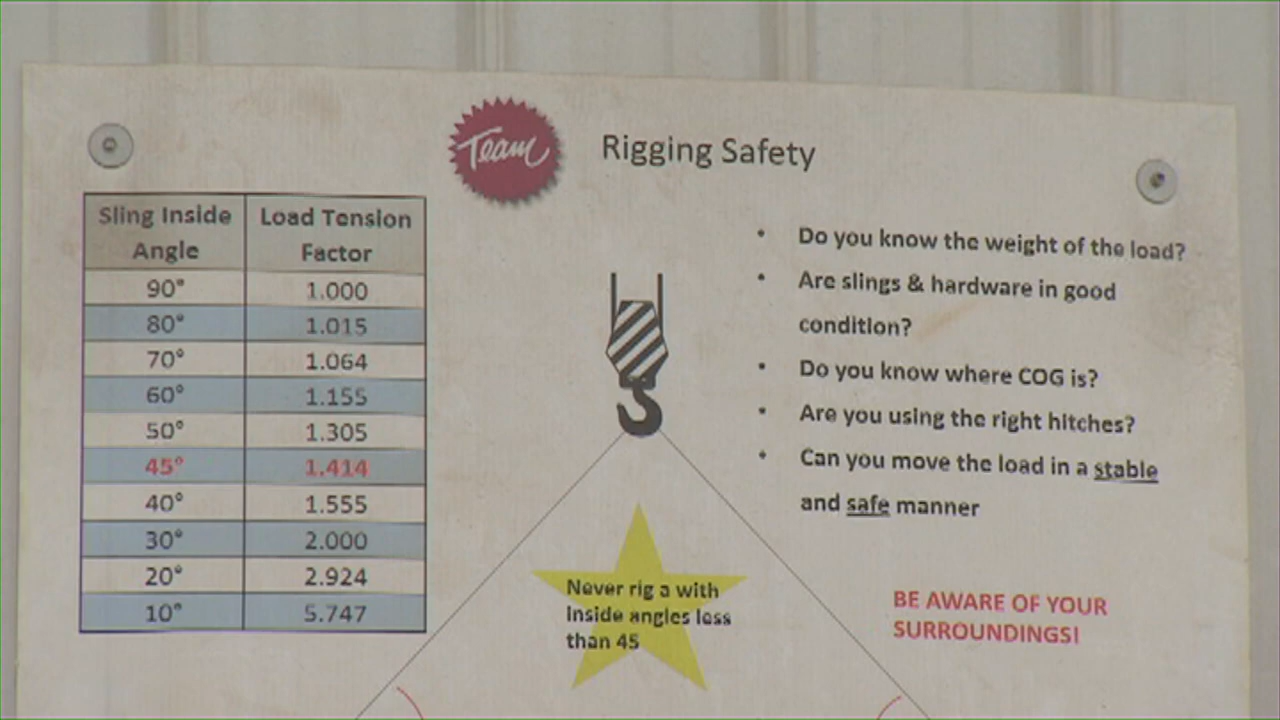 Team
Rigging Safety
Sling Inside Angle | Load Tension Factor
90° | 1.000
80° | 1.015
70° | 1.064
60° | 1.155
50° | 1.305
45° | 1.414
40° | 1.555
30° | 2.000
20° | 2.924
10° | 5.747
• Do you know the weight of the load?
• Are slings & hardware in good
condition?
• Do you know where COG is?
• Are you using the right hitches?
• Can you move the load in a stable
and safe manner
Never rig a with
inside angles less
than 45
BE AWARE OF YOUR
SURROUNDINGS!